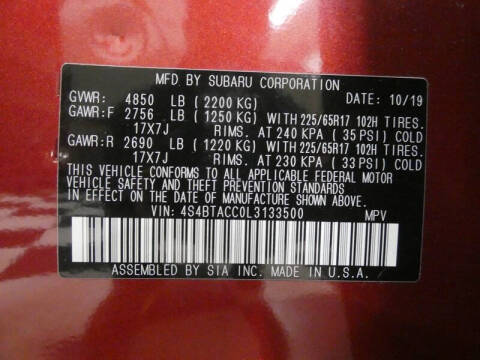 MFD. BY SUBARU CORPORATION
GVWR: 4850 LB (2200 KG) DATE: 10/19
GAWR:F 2756 LB (1250 KG) WITH 225/65R17 102H TIRES.
17X7J RIMS. AT 240 KPA (35 PSI) COLD
GAWR:R 2690 LB (1220 KG) WITH 225/65R17 102H TIRES.
17X7J RIMS. AT 230 KPA (33 PSI) COLD
THIS VEHICLE CONFORMS TO ALL APPLICABLE FEDERAL MOTOR
VEHICLE SAFETY AND THEFT PREVENTION STANDARDS
IN EFFECT ON THE DATE OF MANUFACTURE SHOWN ABOVE.
VIN: 4S4BTACC0L3133500 MPV
ASSEMBLED BY SIA INC. MADE IN U.S.A.